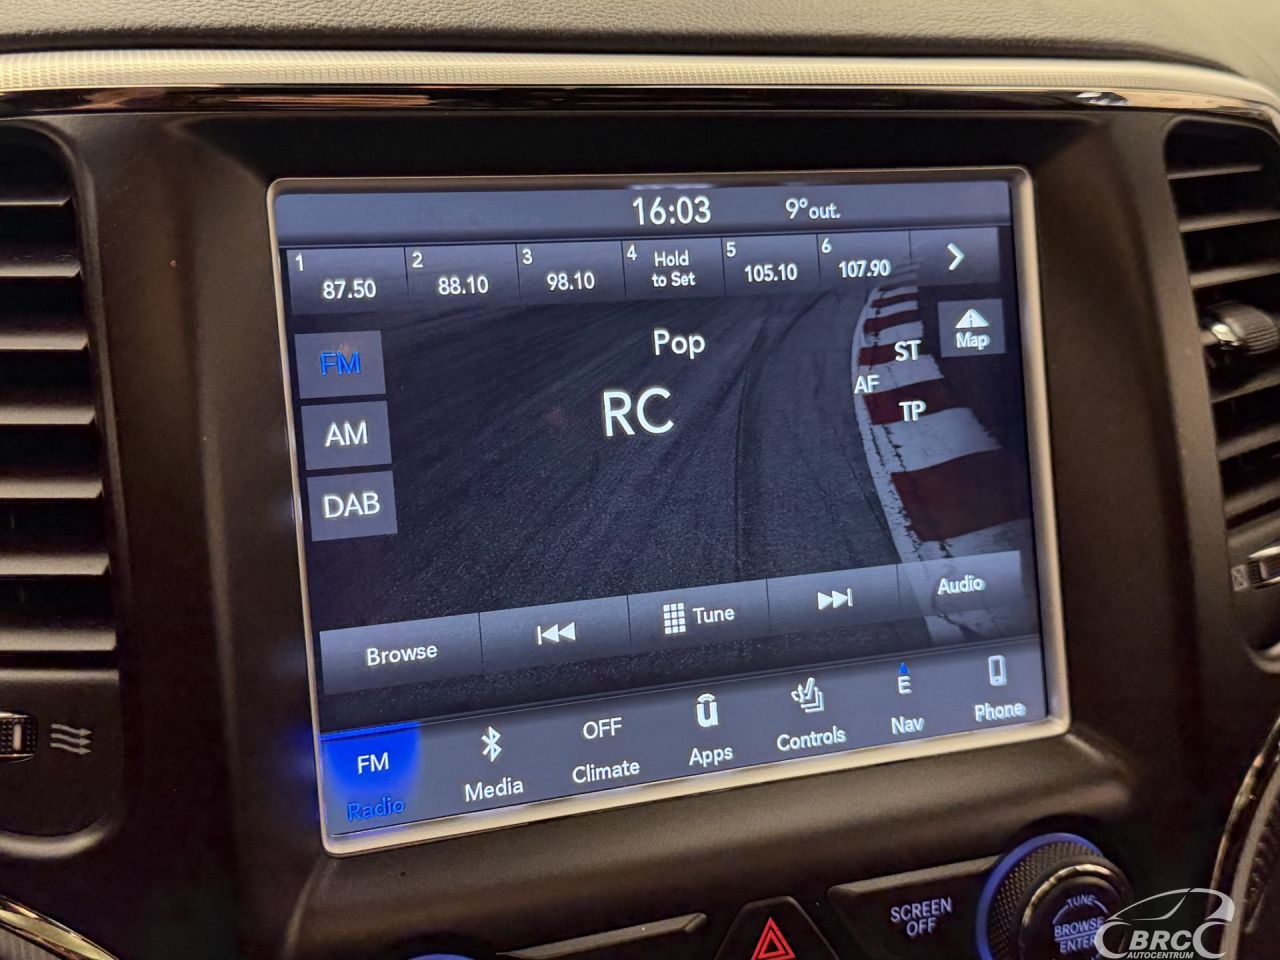 16:03
9°out.
1
87.50
2
88.10
3
98.10
4
Hold
to Set
5
105.10
6
107.90
Map
Pop
RC
ST
AF
TP
FM
AM
DAB
Browse
Tune
Audio
FM
Radio
Media
OFF
Climate
Apps
Controls
E
Nav
Phone
SCREEN
OFF
TUNE
BROWSE
ENTER
BRC
AUTOCENTRUM